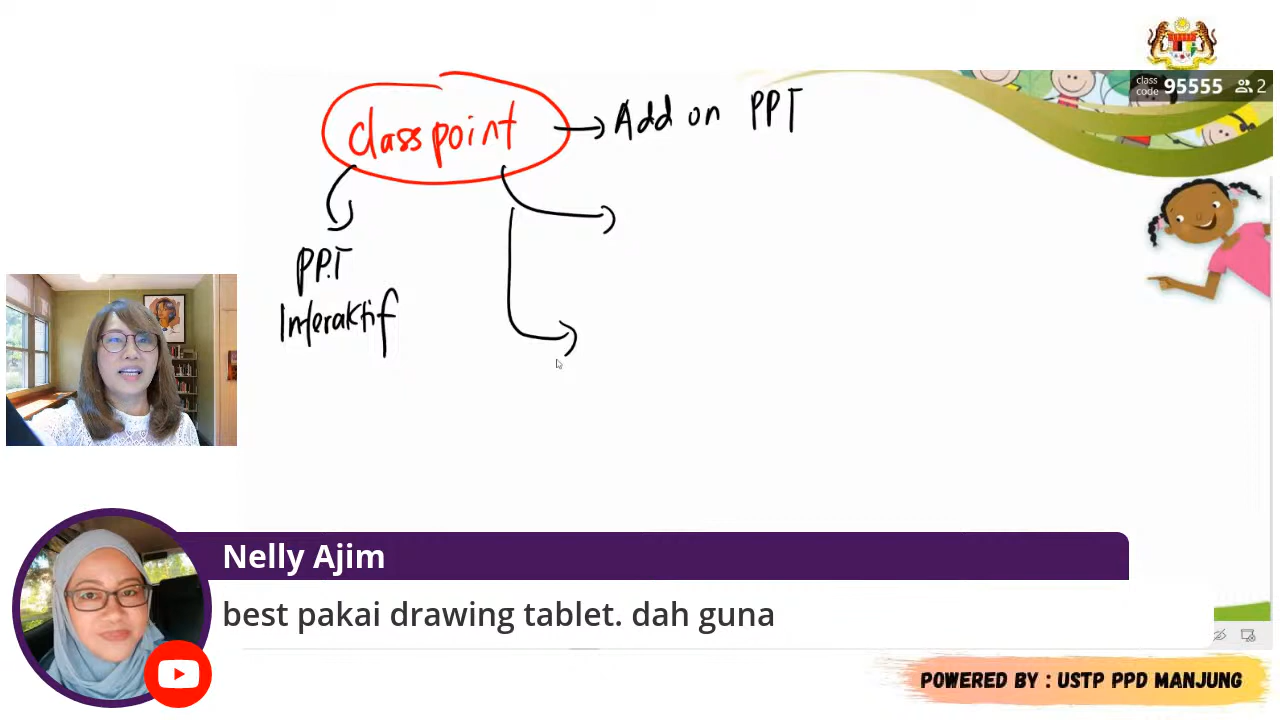 class
code 95555 2
classpoint
Add on PPT
PPT
Interaktif
Nelly Ajim
best pakai drawing tablet. dah guna
POWERED BY : USTP PPD MANJUNG